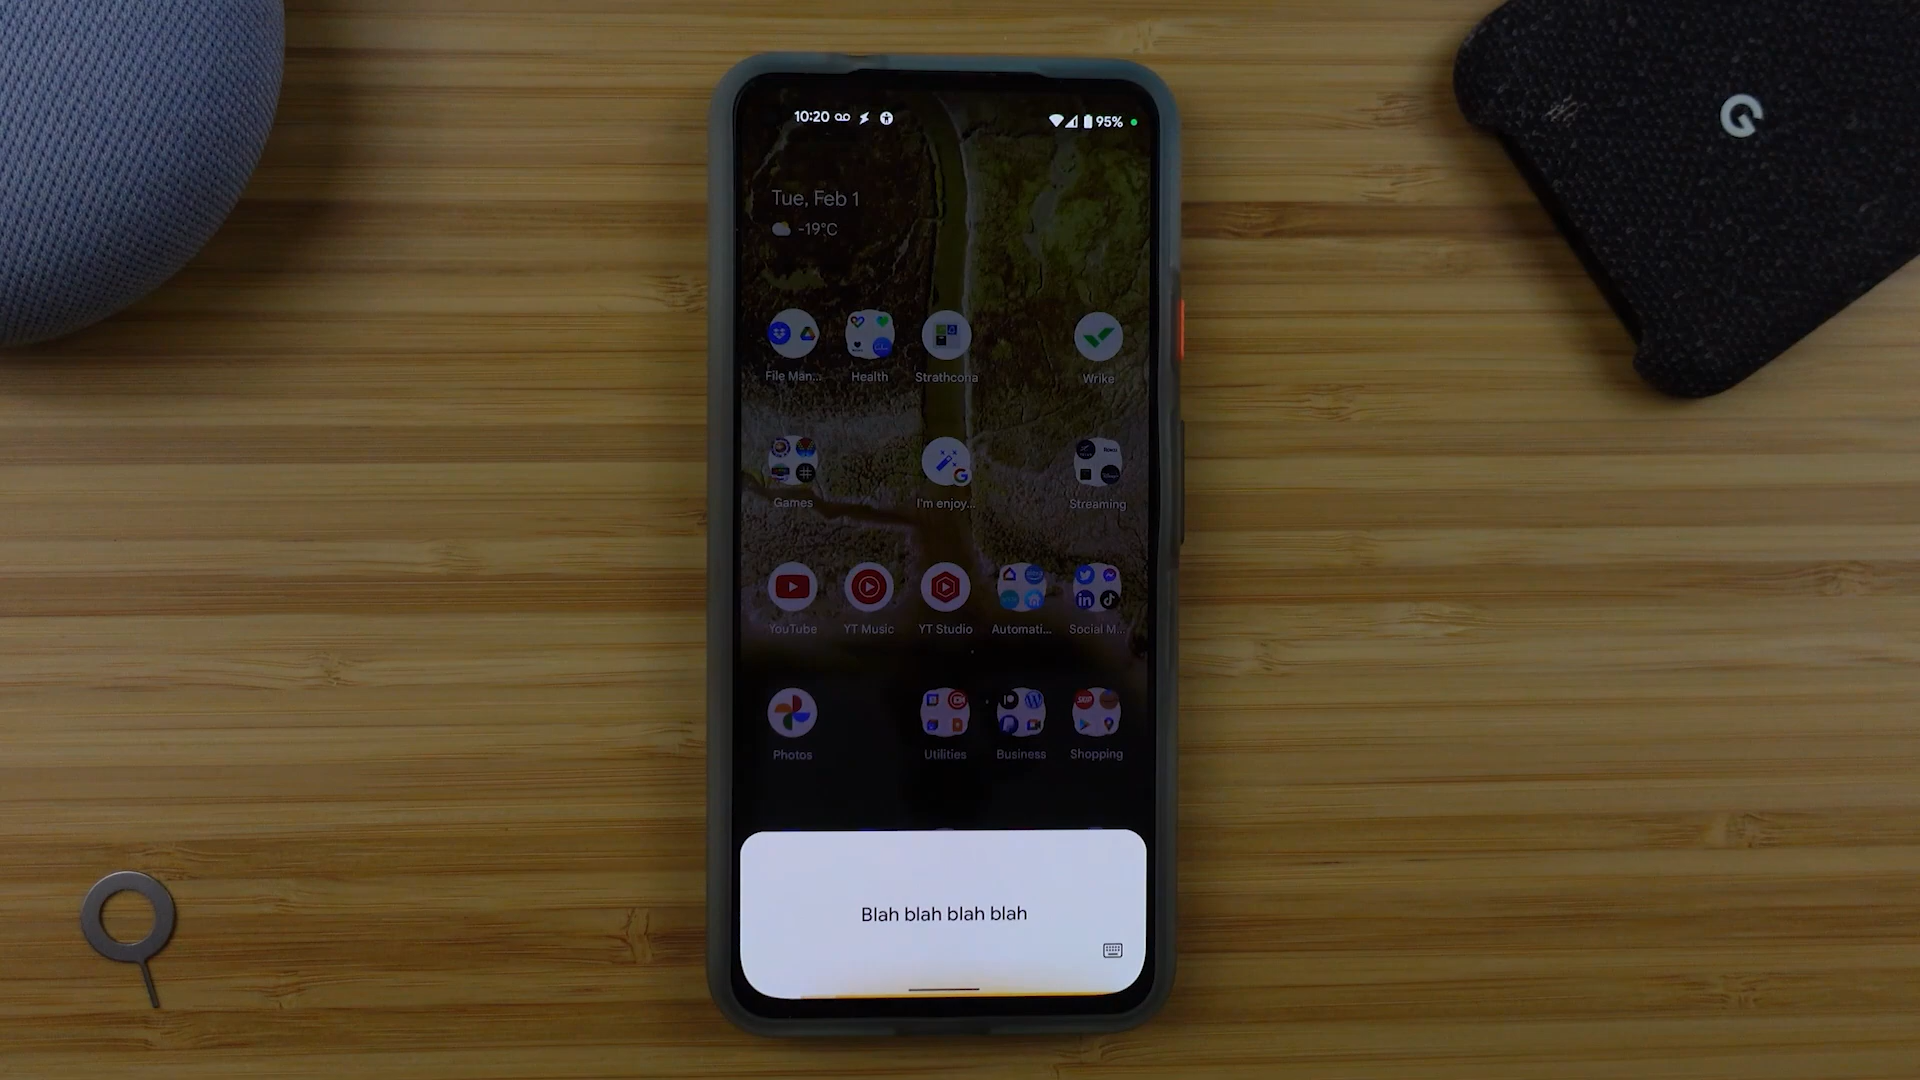 10:20
95%
Tue, Feb 1
-19°C
File Man...
Health
Strathcona
Wrike
Games
I'm enjoy...
Streaming
YouTube
YT Music
YT Studio
Automati...
Social M...
Photos
Utilities
Business
Shopping
Blah blah blah blah